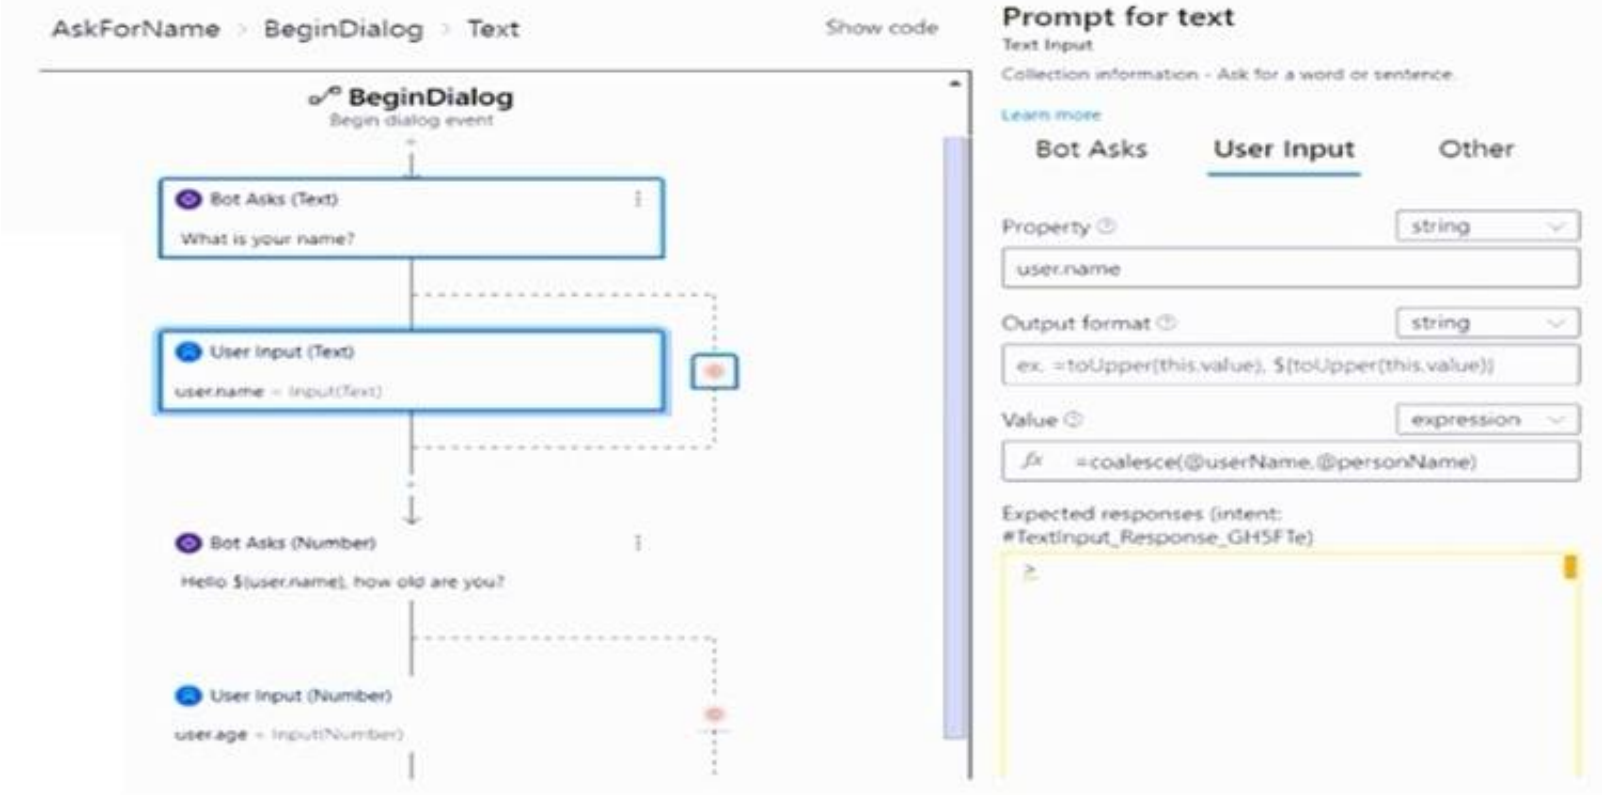 AskForName > BeginDialog > Text
Show code
BeginDialog
Begin dialog event
Bot Asks (Text)
What is your name?
User Input (Text)
user.name = Input(Text)
Bot Asks (Number)
Hello ${user.name}, how old are you?
User Input (Number)
user.age = Input(Number)
Prompt for text
Text Input
Collection information - Ask for a word or sentence.
Learn more
Bot Asks User Input Other
Property string
user.name
Output format string
ex. =toUpper(this.value), ${toUpper(this.value)}
Value expression
fx =coalesce(@userName,@personName)
Expected responses (intent:
#TextInput_Response_GH5FTe)
>